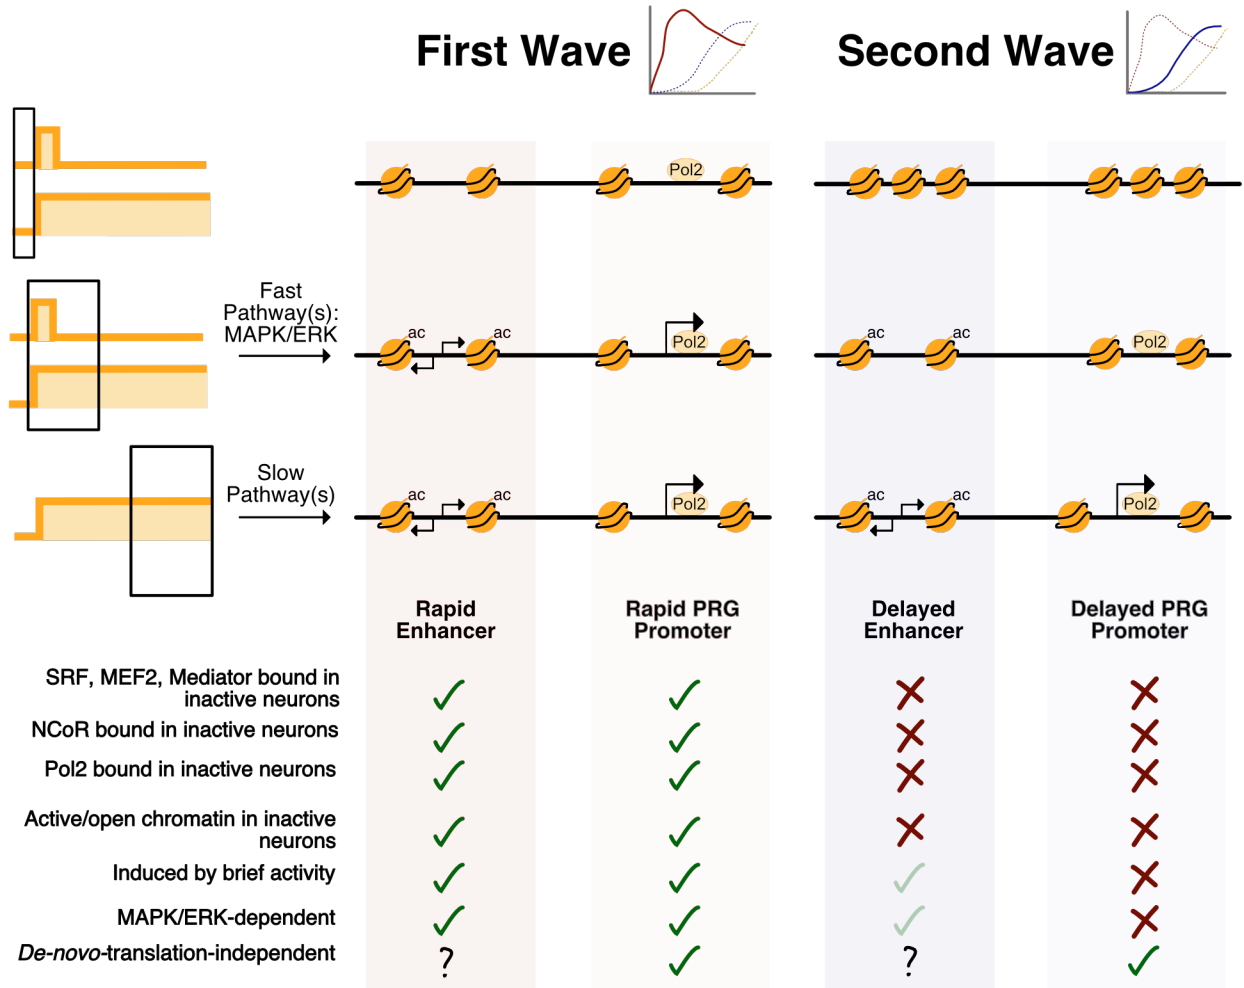 First Wave
Second Wave
Pol2
Fast
Pathway(s):
MAPK/ERK
ac
ac
Pol2
ac
ac
Pol2
Slow
Pathway(s)
ac
ac
Pol2
ac
ac
Pol2
Rapid
Enhancer
Rapid PRG
Promoter
Delayed
Enhancer
Delayed PRG
Promoter
SRF, MEF2, Mediator bound in
inactive neurons
NCoR bound in inactive neurons
Pol2 bound in inactive neurons
Active/open chromatin in inactive
neurons
Induced by brief activity
MAPK/ERK-dependent
De-novo-translation-independent
?
?